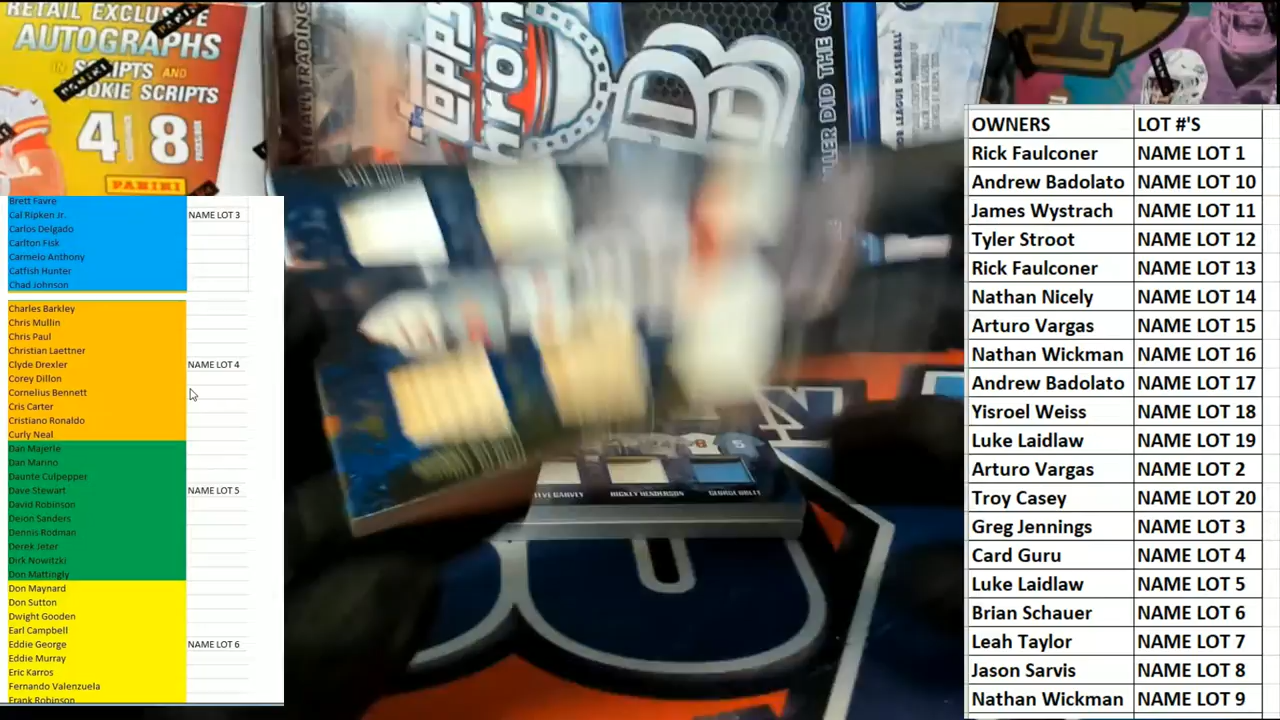 RETAIL EXCLUSIVE
AUTOGRAPHS
IN SCRIPTS AND
ROOKIE SCRIPTS
4 8
PANINI
Topps
Chrome
Brett Favre
Cal Ripken Jr. NAME LOT 3
Carlos Delgado
Carlton Fisk
Carmelo Anthony
Catfish Hunter
Chad Johnson
Charles Barkley
Chris Mullin
Chris Paul
Christian Laettner
Clyde Drexler NAME LOT 4
Corey Dillon
Cornelius Bennett
Cris Carter
Cristiano Ronaldo
Curly Neal
Dan Majerle
Dan Marino
Daunte Culpepper
Dave Stewart NAME LOT 5
David Robinson
Deion Sanders
Dennis Rodman
Derek Jeter
Dirk Nowitzki
Don Mattingly
Don Maynard
Don Sutton
Dwight Gooden
Earl Campbell
Eddie George NAME LOT 6
Eddie Murray
Eric Karros
Fernando Valenzuela
Frank Robinson
STEVE GARVEY RICKEY HENDERSON GEORGE BRETT
OWNERS LOT #'S
Rick Faulconer NAME LOT 1
Andrew Badolato NAME LOT 10
James Wystrach NAME LOT 11
Tyler Stroot NAME LOT 12
Rick Faulconer NAME LOT 13
Nathan Nicely NAME LOT 14
Arturo Vargas NAME LOT 15
Nathan Wickman NAME LOT 16
Andrew Badolato NAME LOT 17
Yisroel Weiss NAME LOT 18
Luke Laidlaw NAME LOT 19
Arturo Vargas NAME LOT 2
Troy Casey NAME LOT 20
Greg Jennings NAME LOT 3
Card Guru NAME LOT 4
Luke Laidlaw NAME LOT 5
Brian Schauer NAME LOT 6
Leah Taylor NAME LOT 7
Jason Sarvis NAME LOT 8
Nathan Wickman NAME LOT 9